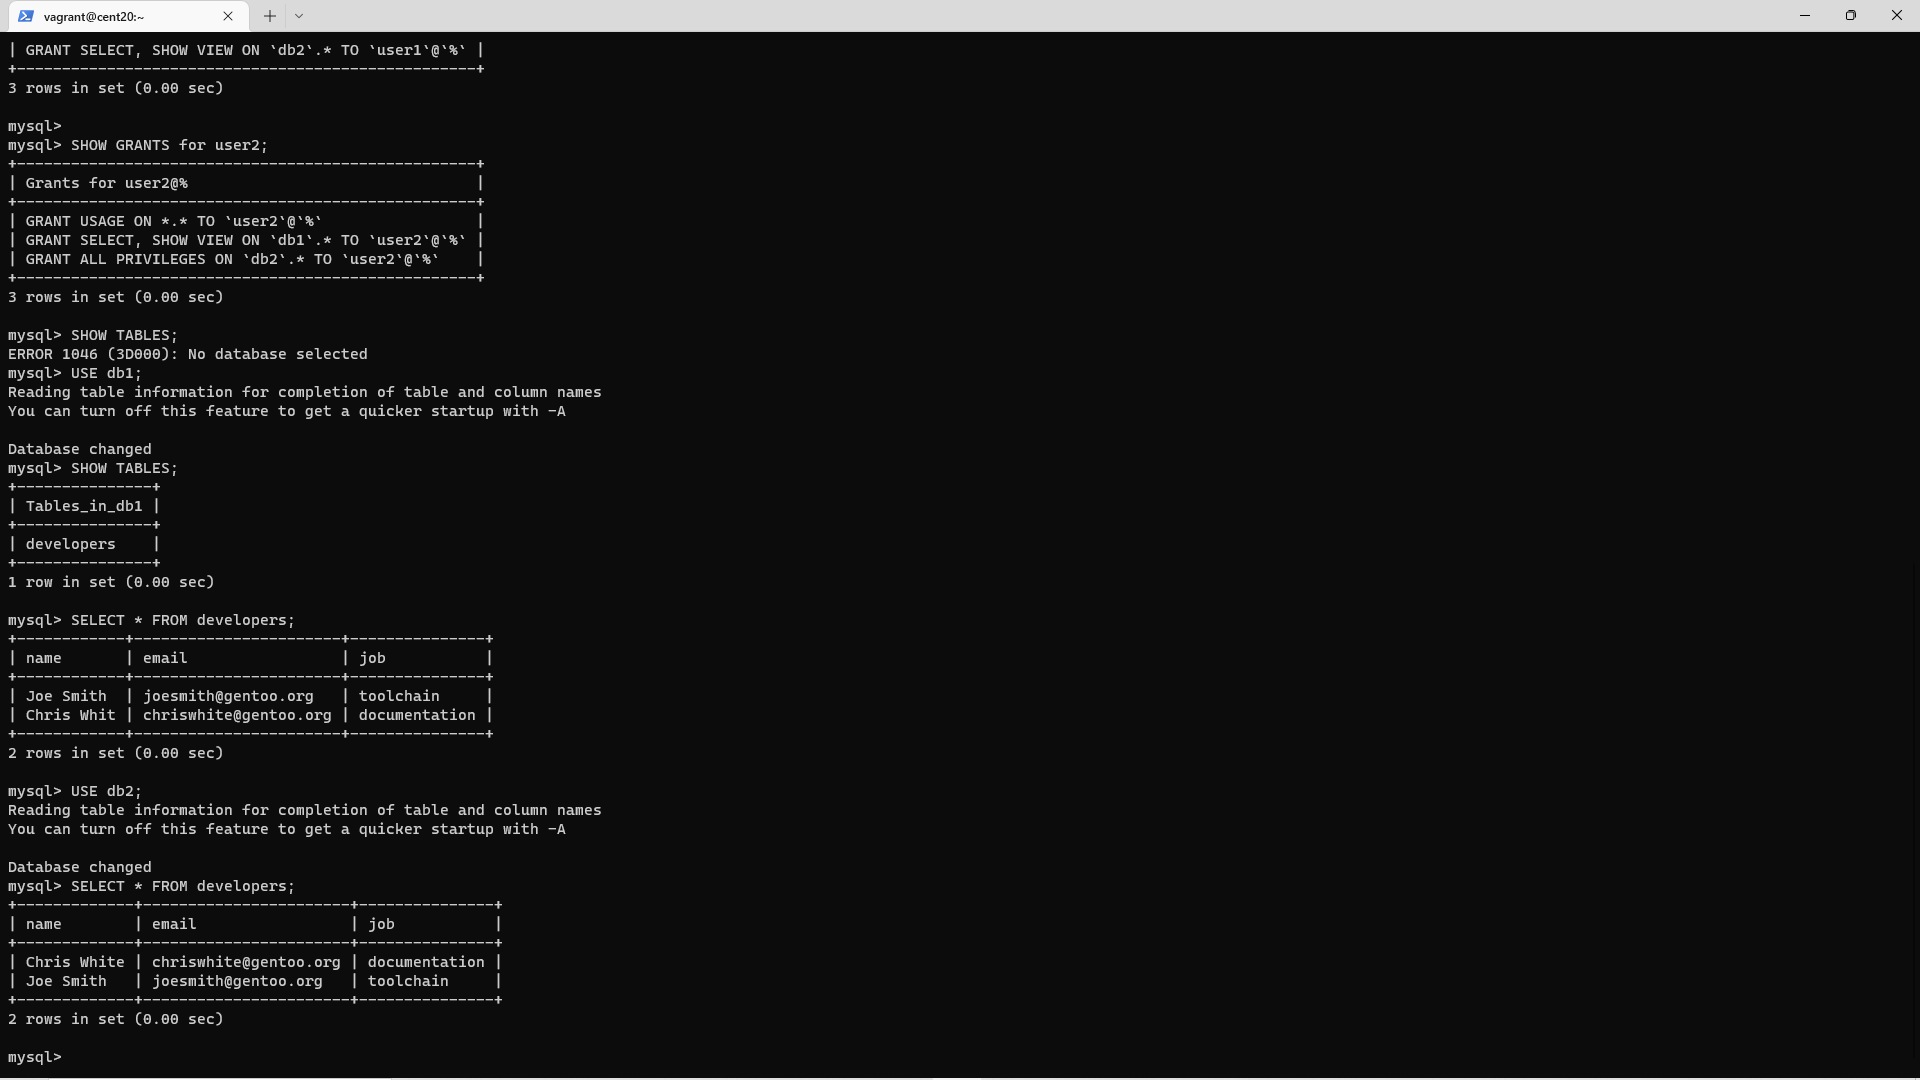 vagrant@cent20:~
| GRANT SELECT, SHOW VIEW ON `db2`.* TO `user1`@`%` |
+---------------------------------------------------+
3 rows in set (0.00 sec)
mysql>
mysql> SHOW GRANTS for user2;
+---------------------------------------------------+
| Grants for user2@%                                |
+---------------------------------------------------+
| GRANT USAGE ON *.* TO `user2`@`%`                 |
| GRANT SELECT, SHOW VIEW ON `db1`.* TO `user2`@`%` |
| GRANT ALL PRIVILEGES ON `db2`.* TO `user2`@`%`    |
+---------------------------------------------------+
3 rows in set (0.00 sec)
mysql> SHOW TABLES;
ERROR 1046 (3D000): No database selected
mysql> USE db1;
Reading table information for completion of table and column names
You can turn off this feature to get a quicker startup with -A
Database changed
mysql> SHOW TABLES;
+---------------+
| Tables_in_db1 |
+---------------+
| developers    |
+---------------+
1 row in set (0.00 sec)
mysql> SELECT * FROM developers;
+------------+-----------------------+---------------+
| name       | email                 | job           |
+------------+-----------------------+---------------+
| Joe Smith  | joesmith@gentoo.org   | toolchain     |
| Chris Whit | chriswhite@gentoo.org | documentation |
+------------+-----------------------+---------------+
2 rows in set (0.00 sec)
mysql> USE db2;
Reading table information for completion of table and column names
You can turn off this feature to get a quicker startup with -A
Database changed
mysql> SELECT * FROM developers;
+-------------+-----------------------+---------------+
| name        | email                 | job           |
+-------------+-----------------------+---------------+
| Chris White | chriswhite@gentoo.org | documentation |
| Joe Smith   | joesmith@gentoo.org   | toolchain     |
+-------------+-----------------------+---------------+
2 rows in set (0.00 sec)
mysql>